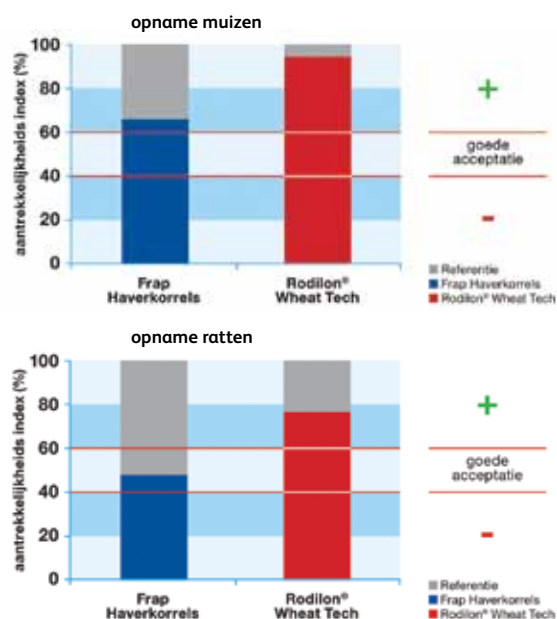 opname muizen
aantrekkelijkheids index (%)
100
80
60
40
20
0
Frap
Haverkorrels
Rodilon®
Wheat Tech
+
goede
acceptatie
-
Referentie
Frap Haverkorrels
Rodilon® Wheat Tech
opname ratten
aantrekkelijkheids index (%)
100
80
60
40
20
0
Frap
Haverkorrels
Rodilon®
Wheat Tech
+
goede
acceptatie
-
Referentie
Frap Haverkorrels
Rodilon® Wheat Tech